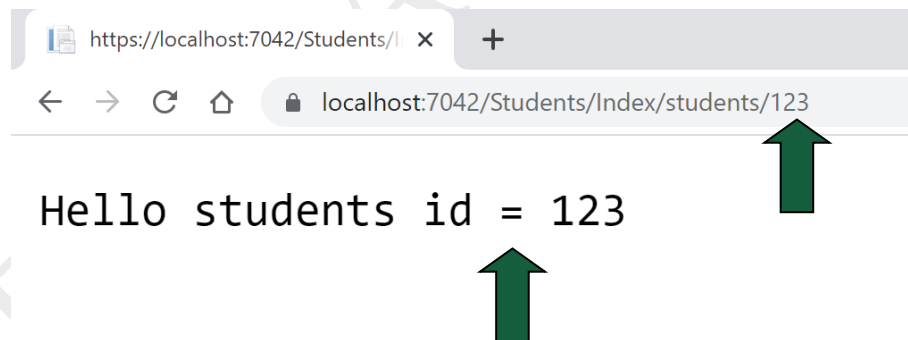 https://localhost:7042/Students/I
localhost:7042/Students/Index/students/123
Hello students id = 123